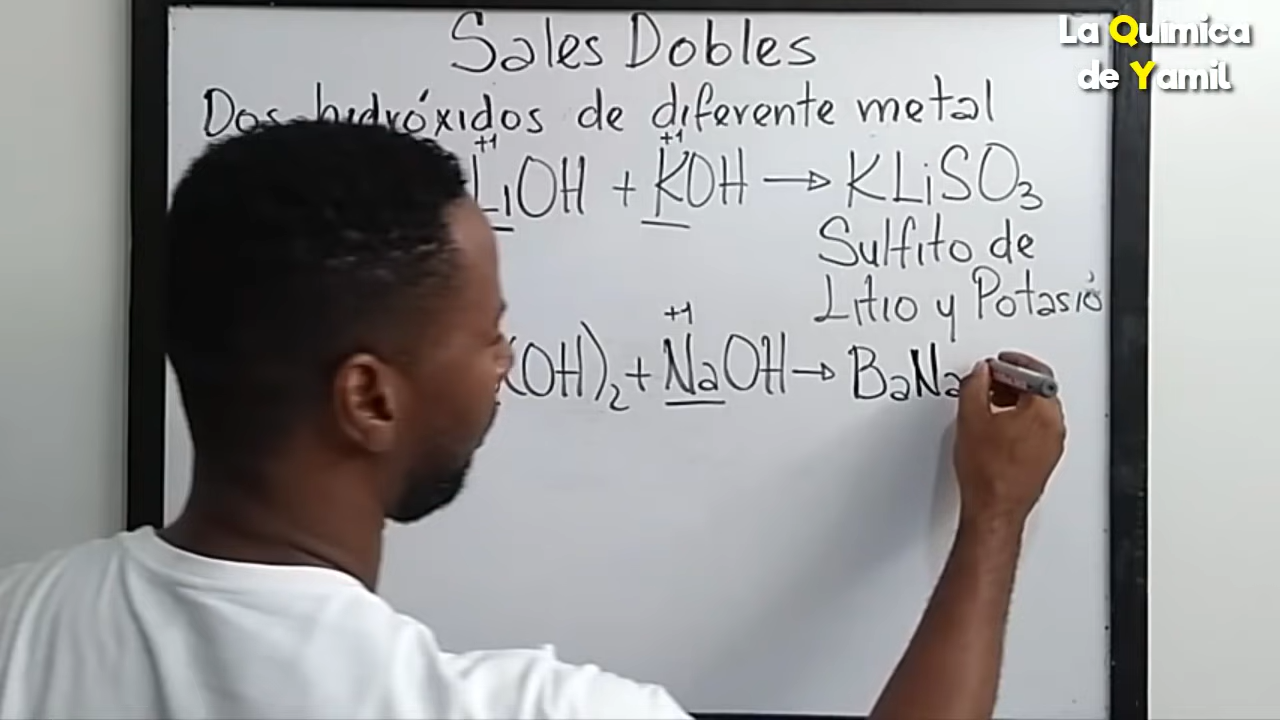 La Química
de Yamil
Sales Dobles
Dos hidróxidos de diferente metal
+1 +1
LiOH + KOH → KLiSO₃
Sulfito de
Litio y Potasio
+1
(OH)₂ + NaOH → BaNa